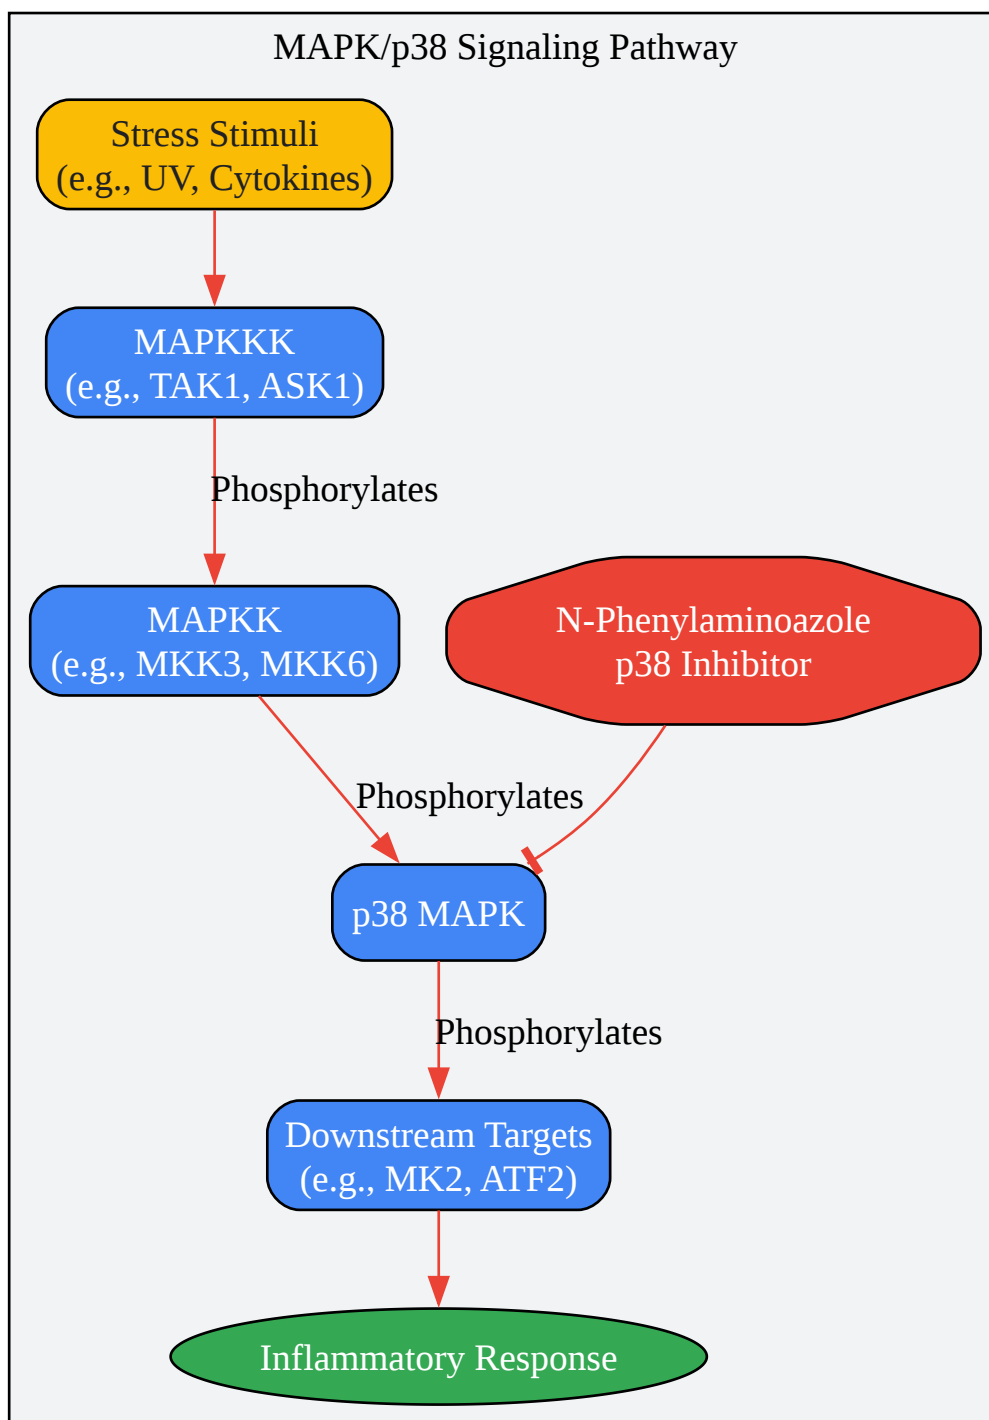 MAPK/p38 Signaling Pathway
Stress Stimuli
(e.g., UV, Cytokines)
MAPKKK
(e.g., TAK1, ASK1)
Phosphorylates
MAPKK
(e.g., MKK3, MKK6)
N-Phenylaminoazole
p38 Inhibitor
Phosphorylates
p38 MAPK
Phosphorylates
Downstream Targets
(e.g., MK2, ATF2)
Inflammatory Response